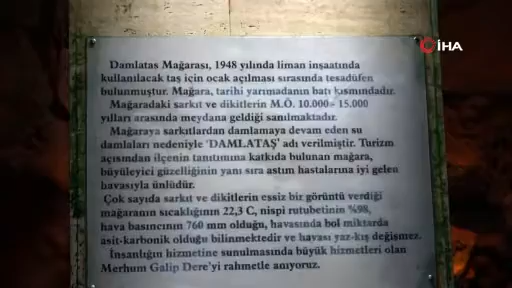 İHA
Damlataş Mağarası, 1948 yılında liman inşaatında
kullanılacak taş için ocak açılması sırasında tesadüfen
bulunmuştur. Mağara, tarihi yarımadanın batı kısmındadır.
Mağaradaki sarkıt ve dikitlerin M.Ö. 10.000 - 15.000
yılları arasında meydana geldiği sanılmaktadır.
Mağaraya sarkıtlardan damlamaya devam eden su
damlaları nedeniyle ‘DAMLATAŞ’ adı verilmiştir. Turizm
açısından ilçenin tanıtımına katkıda bulunan mağara,
büyüleyici güzelliğinin yanı sıra astım hastalarına iyi gelen
havasıyla ünlüdür.
Çok sayıda sarkıt ve dikitlerin eşsiz bir görüntü verdiği
mağaranın sıcaklığının 22,3 C, nispi rutubetinin %98,
hava basıncının 760 mm olduğu, havasında bol miktarda
asit-karbonik olduğu bilinmektedir ve havası yaz-kış değişmez.
İnsanlığın hizmetine sunulmasında büyük hizmetleri olan
Merhum Galip Dere'yi rahmetle anıyoruz.